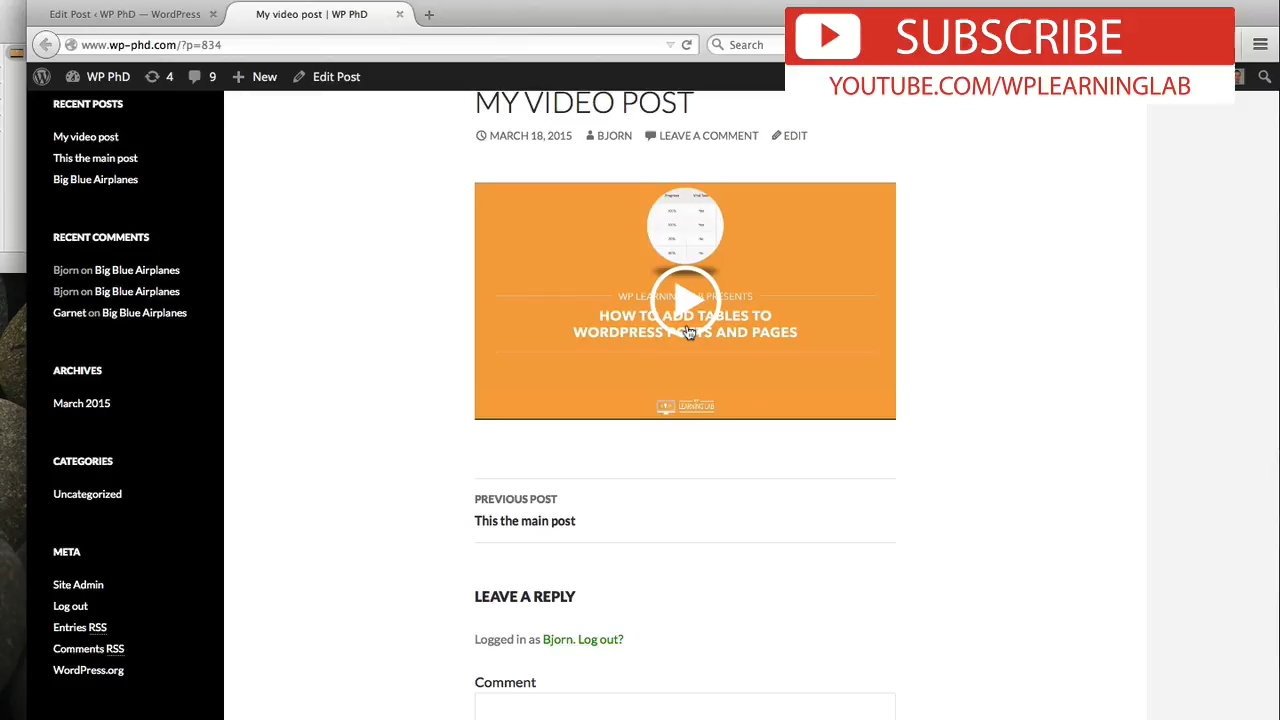 Edit Post ‹ WP PhD — WordPress
My video post | WP PhD
www.wp-phd.com/?p=834
Search
SUBSCRIBE
YOUTUBE.COM/WPLEARNINGLAB
WP PhD
4
9
New
Edit Post
RECENT POSTS
My video post
This the main post
Big Blue Airplanes
RECENT COMMENTS
Bjorn on Big Blue Airplanes
Bjorn on Big Blue Airplanes
Garnet on Big Blue Airplanes
ARCHIVES
March 2015
CATEGORIES
Uncategorized
META
Site Admin
Log out
Entries RSS
Comments RSS
WordPress.org
MY VIDEO POST
MARCH 18, 2015 BJORN LEAVE A COMMENT EDIT
HOW TO ADD TABLES TO
WORDPRESS POSTS AND PAGES
LEARNING LAB
PREVIOUS POST
This the main post
LEAVE A REPLY
Logged in as Bjorn. Log out?
Comment